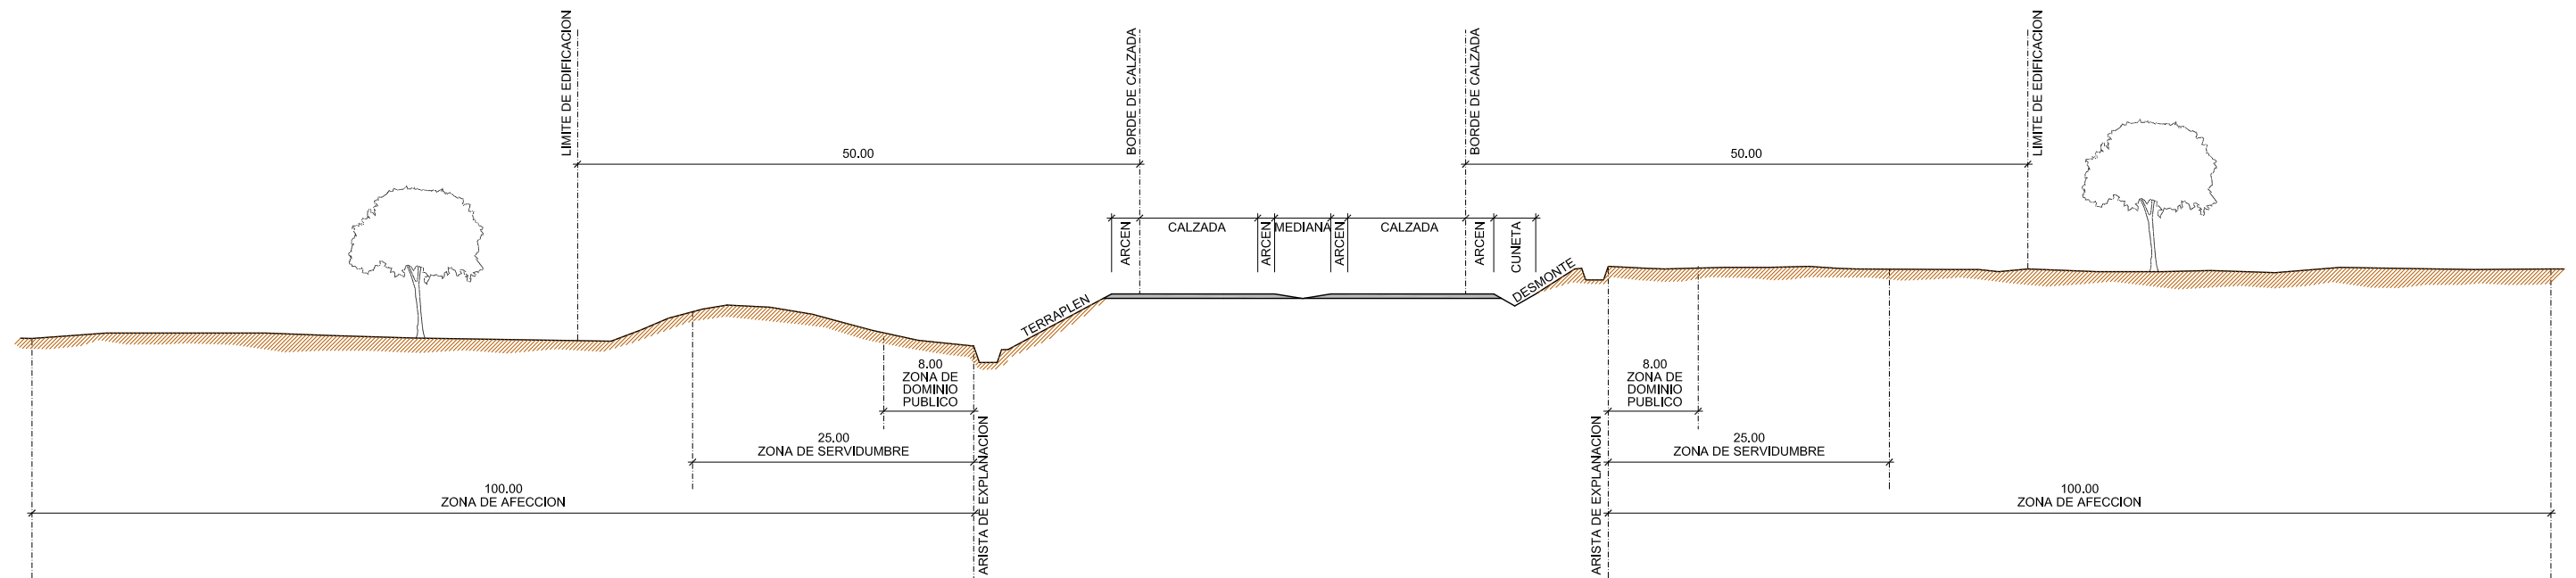 LIMITE DE EDIFICACION
BORDE DE CALZADA
BORDE DE CALZADA
LIMITE DE EDIFICACION
50.00
50.00
ARCEN
CALZADA
ARCEN
MEDIANA
ARCEN
CALZADA
ARCEN
CUNETA
TERRAPLEN
DESMONTE
8.00
ZONA DE
DOMINIO
PUBLICO
8.00
ZONA DE
DOMINIO
PUBLICO
25.00
ZONA DE SERVIDUMBRE
25.00
ZONA DE SERVIDUMBRE
100.00
ZONA DE AFECCION
ARISTA DE EXPLANACION
ARISTA DE EXPLANACION
100.00
ZONA DE AFECCION